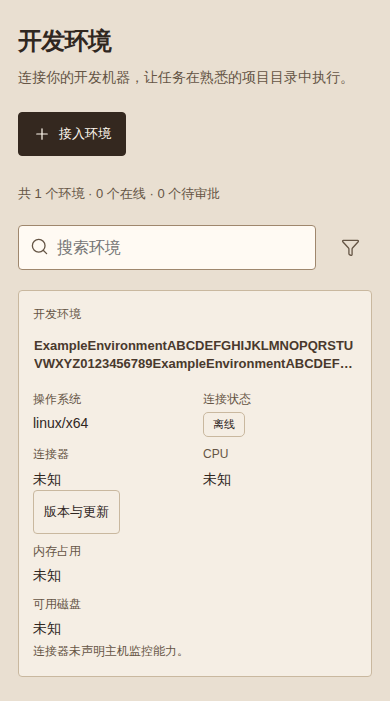 开发环境
连接你的开发机器，让任务在熟悉的项目目录中执行。
接入环境
共 1 个环境 · 0 个在线 · 0 个待审批
搜索环境
开发环境
ExampleEnvironmentABCDEFGHIJKLMNOPQRSTU
VWXYZ0123456789ExampleEnvironmentABCDEF…
操作系统 连接状态
linux/x64 离线
连接器 CPU
未知 未知
版本与更新
内存占用
未知
可用磁盘
未知
连接器未声明主机监控能力。